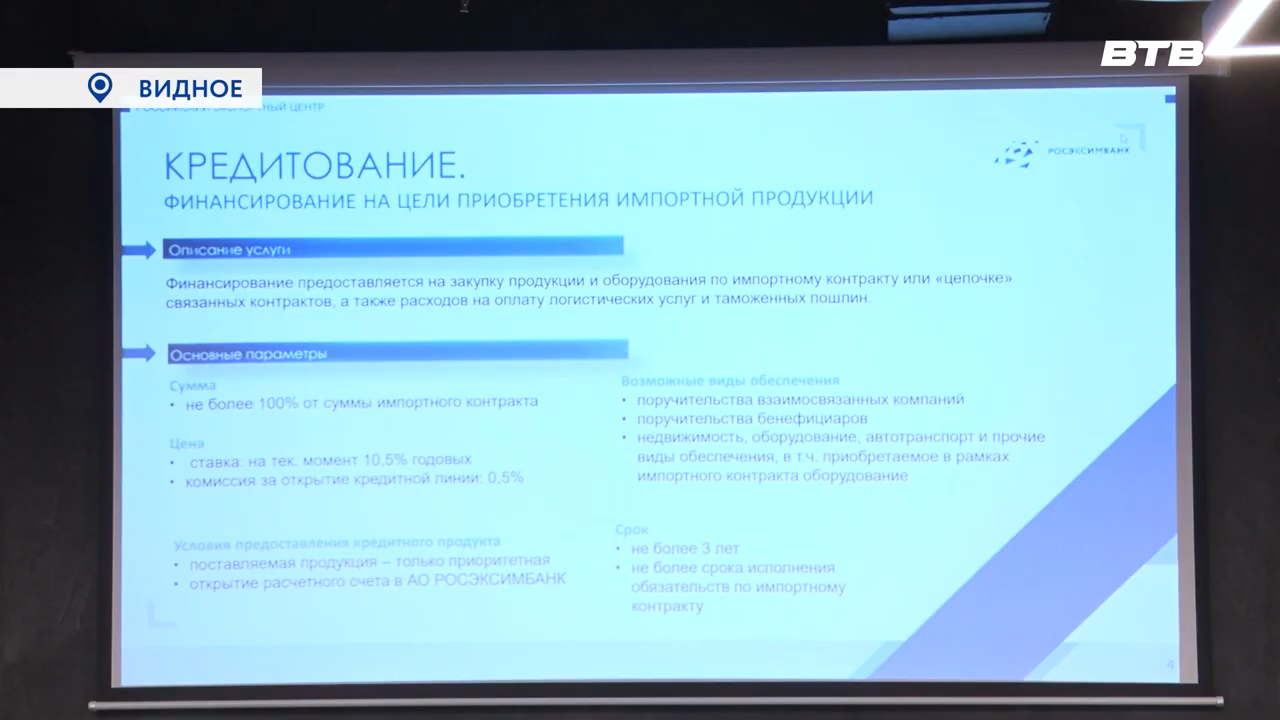 ВТВ
ВИДНОЕ
РОССИЙСКИЙ ЭКСПОРТНЫЙ ЦЕНТР
КРЕДИТОВАНИЕ.
РОСЭКСИМБАНК
ФИНАНСИРОВАНИЕ НА ЦЕЛИ ПРИОБРЕТЕНИЯ ИМПОРТНОЙ ПРОДУКЦИИ
Описание услуги
Финансирование предоставляется на закупку продукции и оборудования по импортному контракту или «цепочке»
связанных контрактов, а также расходов на оплату логистических услуг и таможенных пошлин.
Основные параметры
Сумма
• не более 100% от суммы импортного контракта
Цена
• ставка: на тек. момент 10,5% годовых
• комиссия за открытие кредитной линии: 0,5%
Условия предоставления кредитного продукта
• поставляемая продукция – только приоритетная
• открытие расчетного счета в АО РОСЭКСИМБАНК
Возможные виды обеспечения
• поручительства взаимосвязанных компаний
• поручительства бенефициаров
• недвижимость, оборудование, автотранспорт и прочие
виды обеспечения, в т.ч. приобретаемое в рамках
импортного контракта оборудование
Срок
• не более 3 лет
• не более срока исполнения
обязательств по импортному
контракту
4